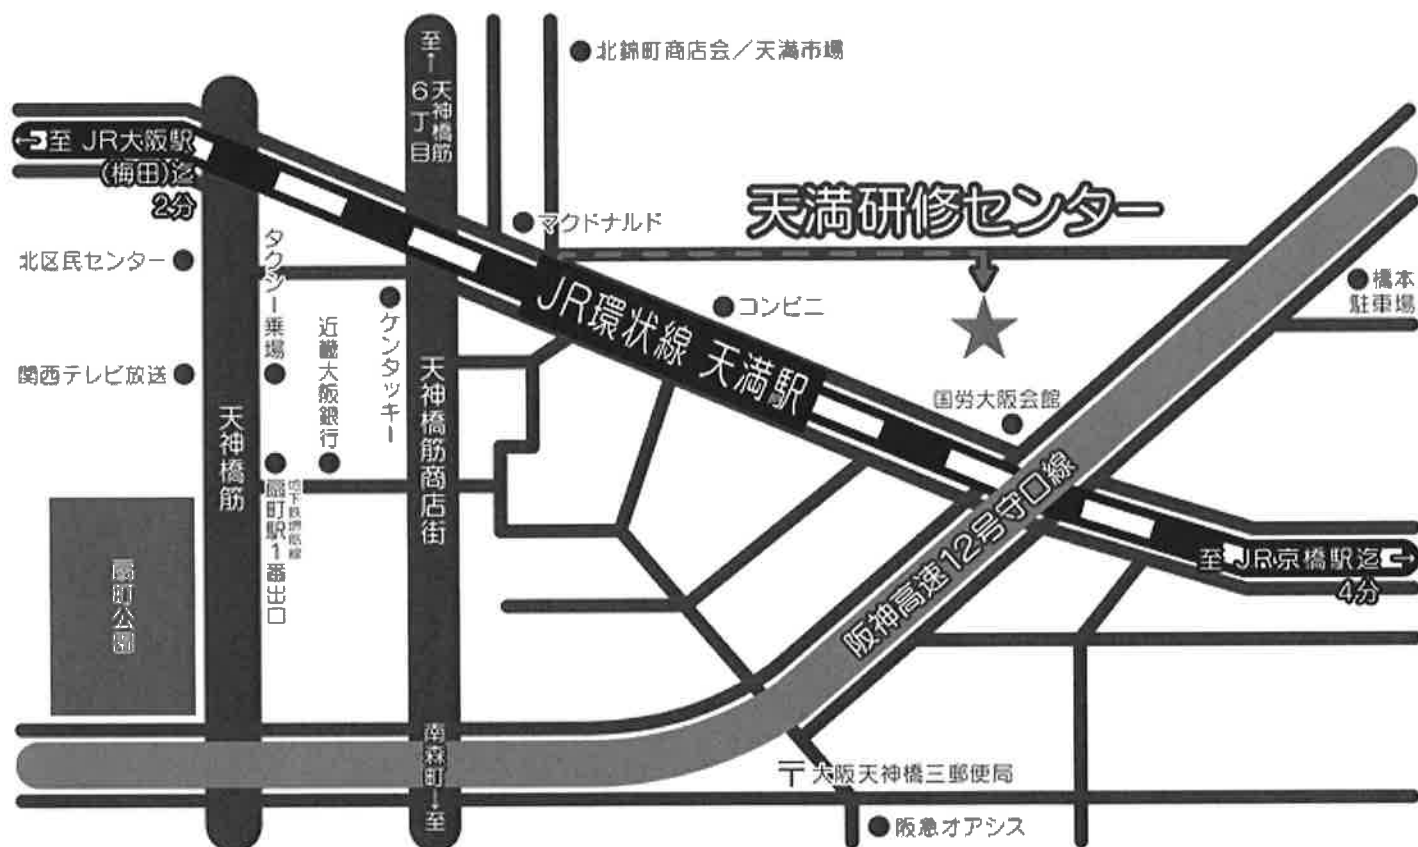 北錦町商店会／天満市場
至↑天神橋筋6丁目
←至 JR大阪駅
(梅田)迄
2分
天満研修センター
マクドナルド
北区民センター
タクシー乗場
橋本
駐車場
コンビニ
ケンタッキー
JR環状線 天満駅
近畿大阪銀行
関西テレビ放送
国労大阪会館
天神橋筋
天神橋筋商店街
地下鉄堺筋線
扇町駅1番出口
阪神高速12号守口線
至 JR京橋駅迄→
4分
扇町公園
南森町↓至
〒大阪天神橋三郵便局
阪急オアシス